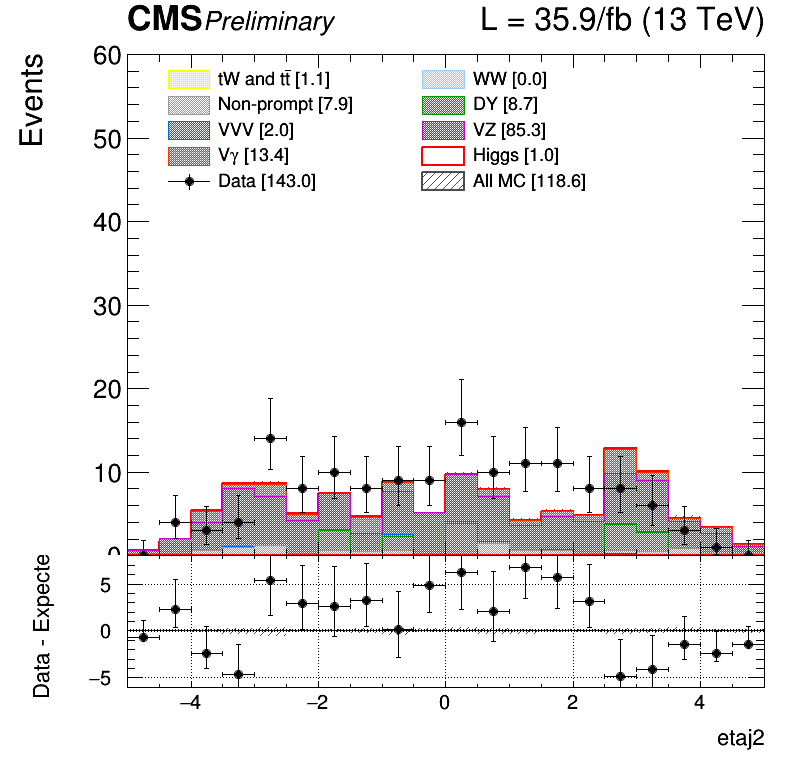 CMS Preliminary L = 35.9/fb (13 TeV)
Events
60
50
40
30
20
10
0
tW and tt̄ [1.1]
Non-prompt [7.9]
VVV [2.0]
Vγ [13.4]
Data [143.0]
WW [0.0]
DY [8.7]
VZ [85.3]
Higgs [1.0]
All MC [118.6]
Data - Expecte
5
0
−5
−4 −2 0 2 4
etaj2